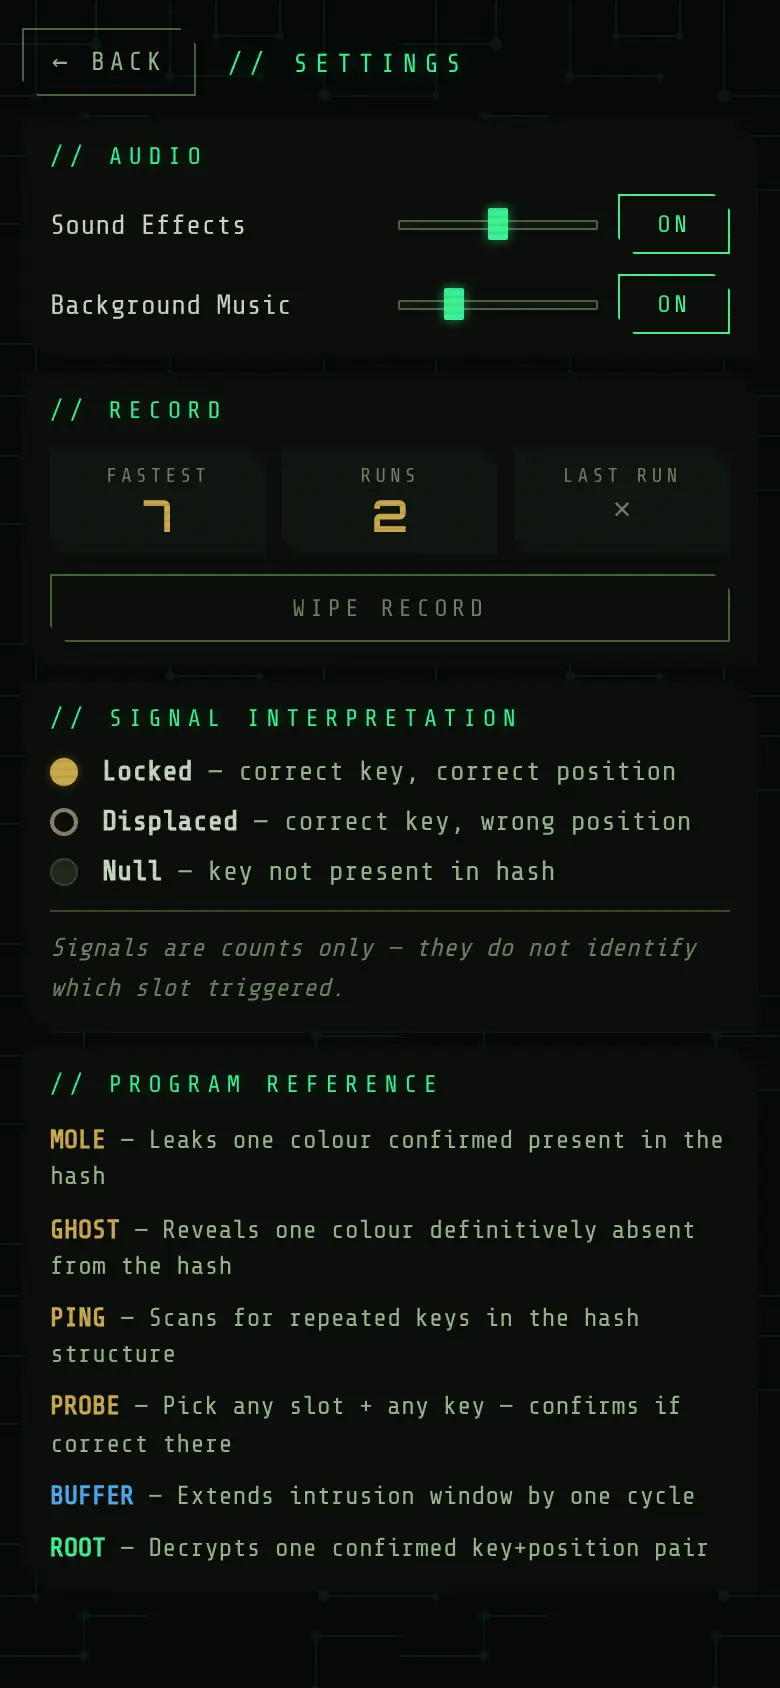 ← BACK
// SETTINGS
// AUDIO
Sound Effects
ON
Background Music
ON
// RECORD
FASTEST
RUNS
LAST RUN
7
2
×
WIPE RECORD
// SIGNAL INTERPRETATION
Locked — correct key, correct position
Displaced — correct key, wrong position
Null — key not present in hash
Signals are counts only — they do not identify
which slot triggered.
// PROGRAM REFERENCE
MOLE — Leaks one colour confirmed present in the
hash
GHOST — Reveals one colour definitively absent
from the hash
PING — Scans for repeated keys in the hash
structure
PROBE — Pick any slot + any key — confirms if
correct there
BUFFER — Extends intrusion window by one cycle
ROOT — Decrypts one confirmed key+position pair